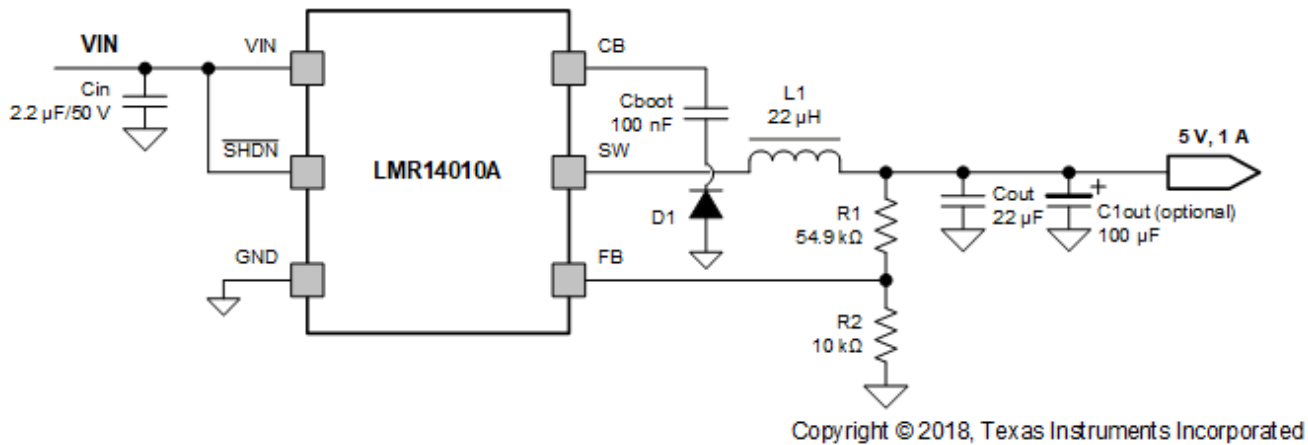 VIN
VIN
Cin
2.2 µF/50 V
SHDN
GND
LMR14010A
CB
Cboot
100 nF
SW
D1
FB
L1
22 µH
R1
54.9 kΩ
R2
10 kΩ
Cout
22 µF
+
C1out (optional)
100 µF
5 V, 1 A
Copyright © 2018, Texas Instruments Incorporated